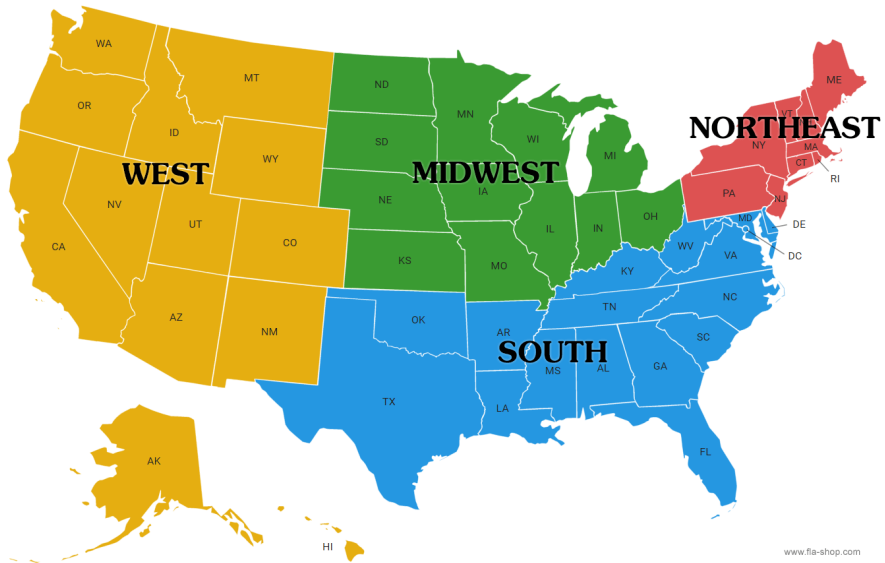 WA
MT
ND
MN
ME
OR
ID
SD
WI
MI
VT
NORTHEAST
NY
MA
WEST
WY
MIDWEST
CT
RI
NV
NE
IA
PA
NJ
UT
CO
IL
IN
OH
MD
DE
CA
KS
MO
WV
VA
DC
KY
AZ
NM
OK
TN
NC
AR
SOUTH
SC
TX
MS
AL
GA
LA
FL
AK
HI
www.fla-shop.com